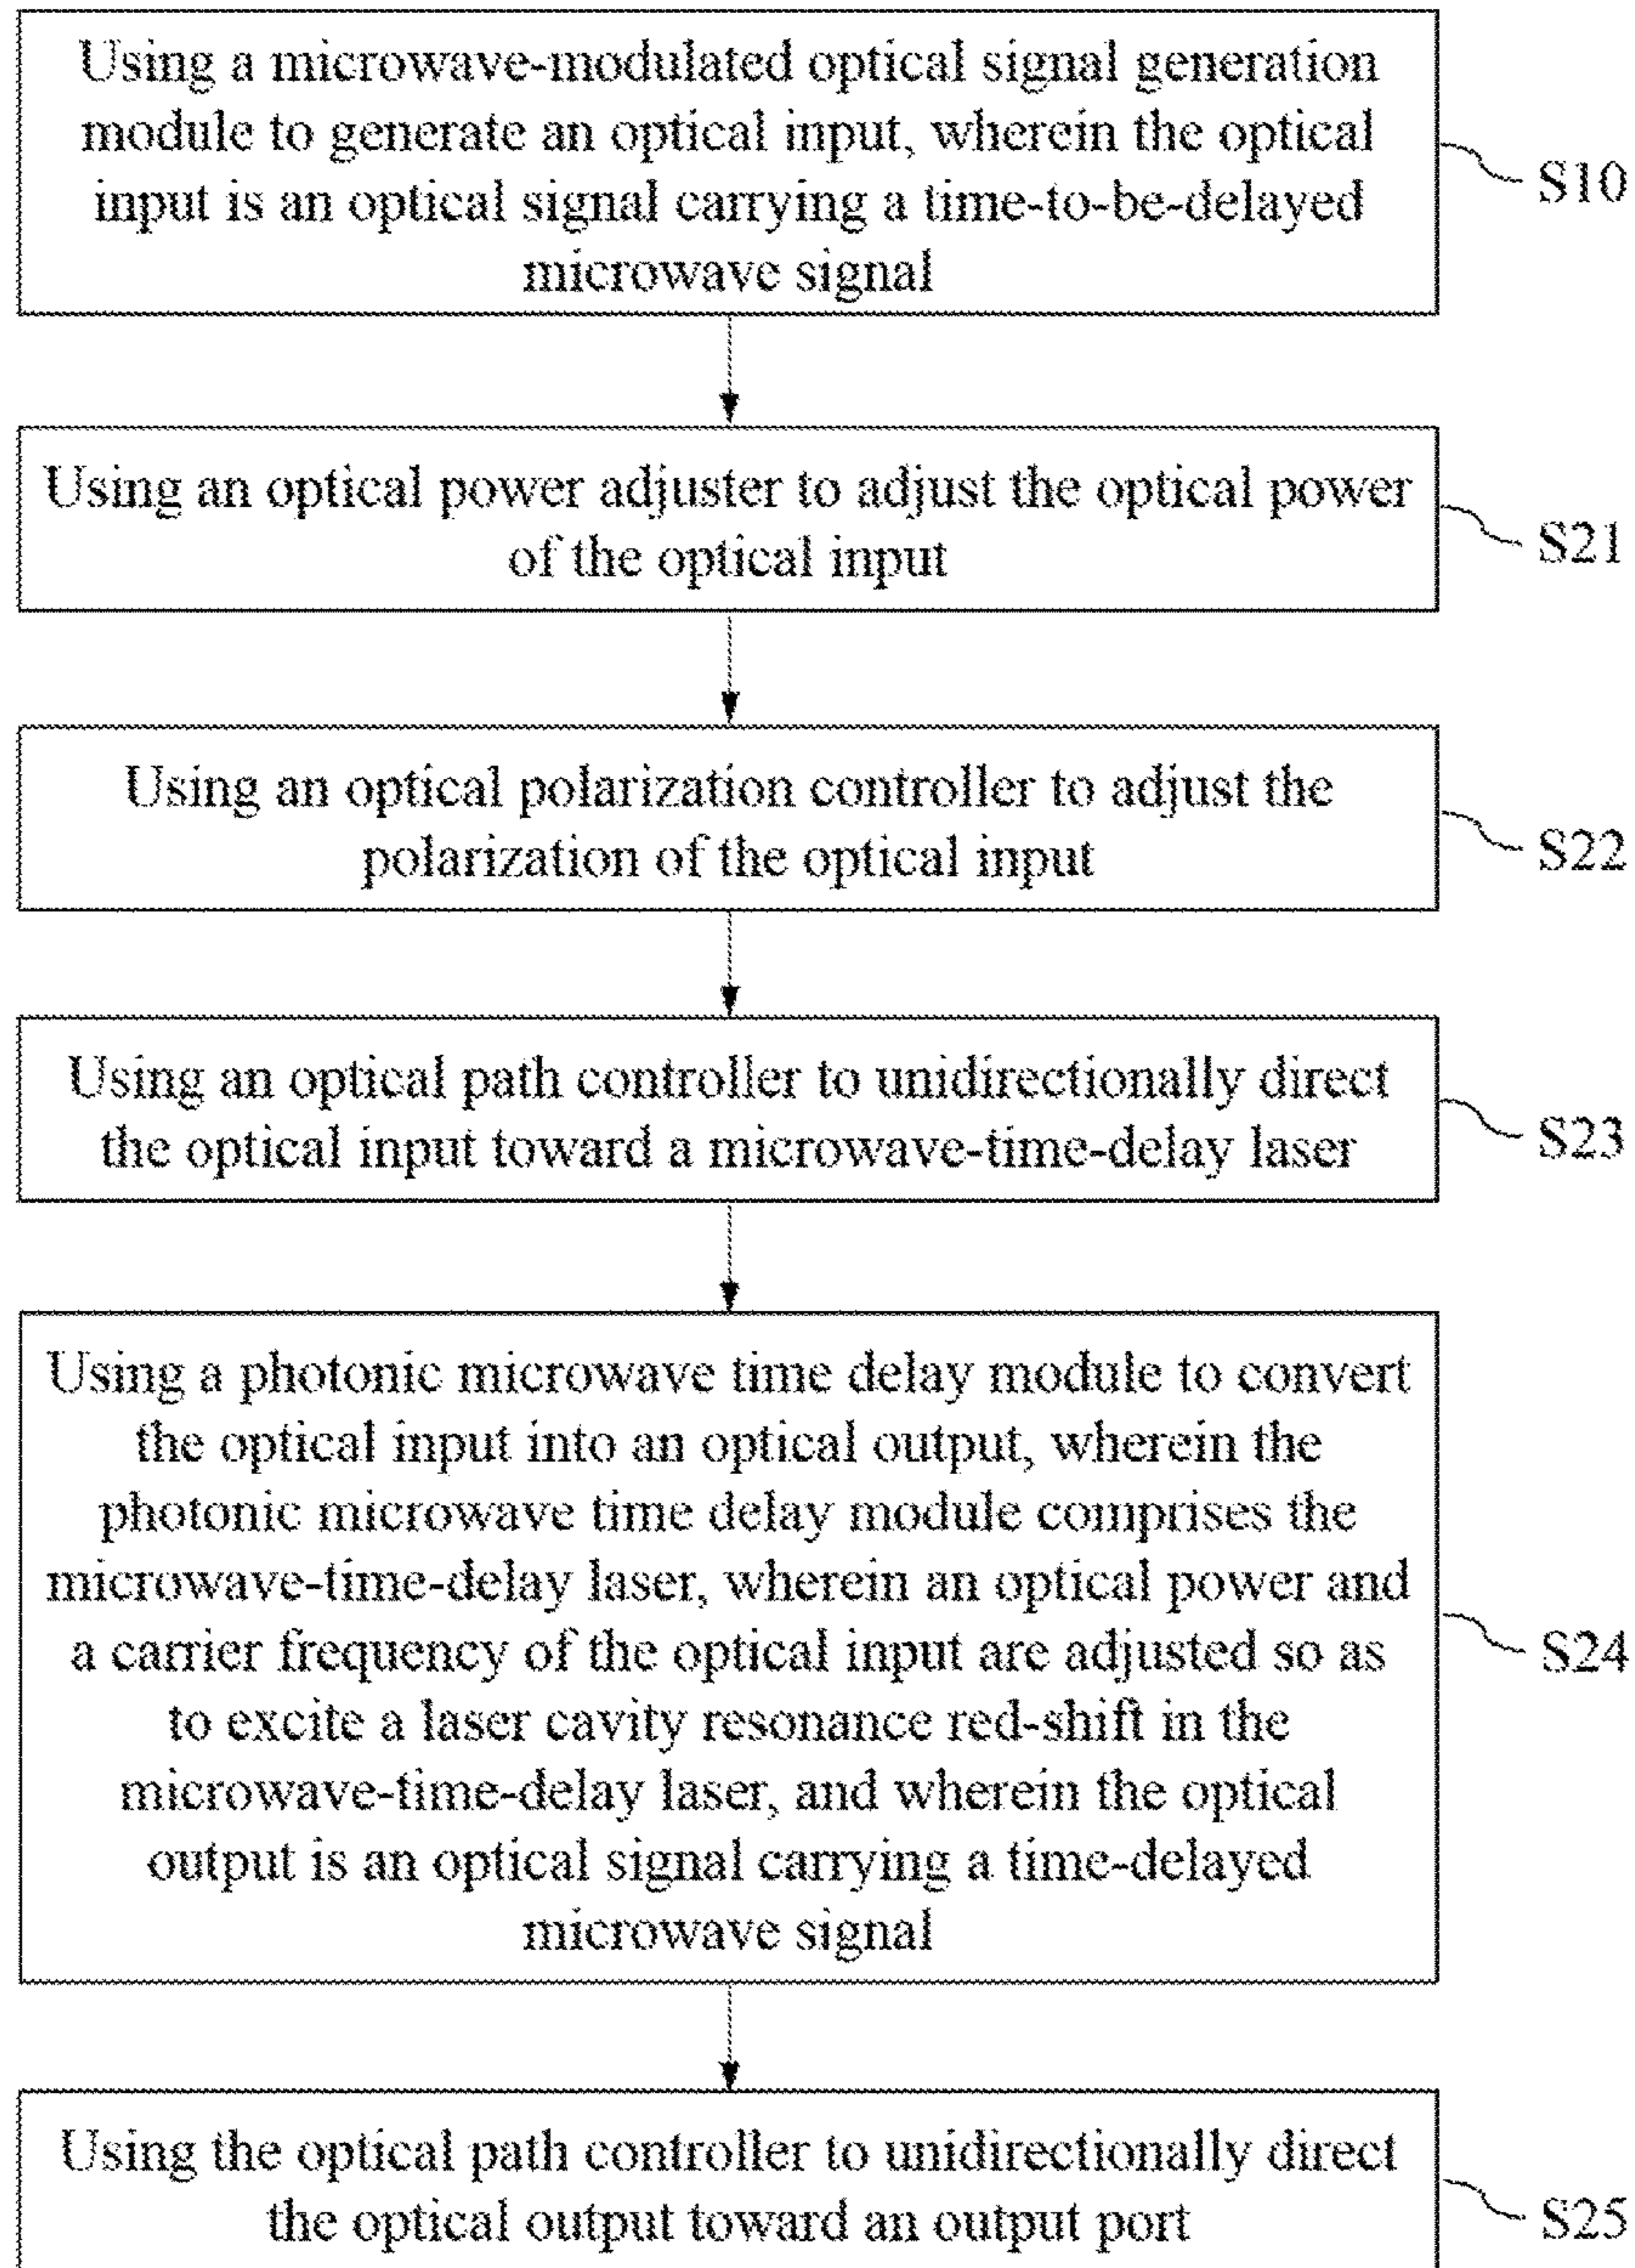 Using a microwave-modulated optical signal generation
module to generate an optical input, wherein the optical
input is an optical signal carrying a time-to-be-delayed
microwave signal
S10
Using an optical power adjuster to adjust the optical power
of the optical input
S21
Using an optical polarization controller to adjust the
polarization of the optical input
S22
Using an optical path controller to unidirectionally direct
the optical input toward a microwave-time-delay laser
S23
Using a photonic microwave time delay module to convert
the optical input into an optical output, wherein the
photonic microwave time delay module comprises the
microwave-time-delay laser, wherein an optical power and
a carrier frequency of the optical input are adjusted so as
to excite a laser cavity resonance red-shift in the
microwave-time-delay laser, and wherein the optical
output is an optical signal carrying a time-delayed
microwave signal
S24
Using the optical path controller to unidirectionally direct
the optical output toward an output port
S25